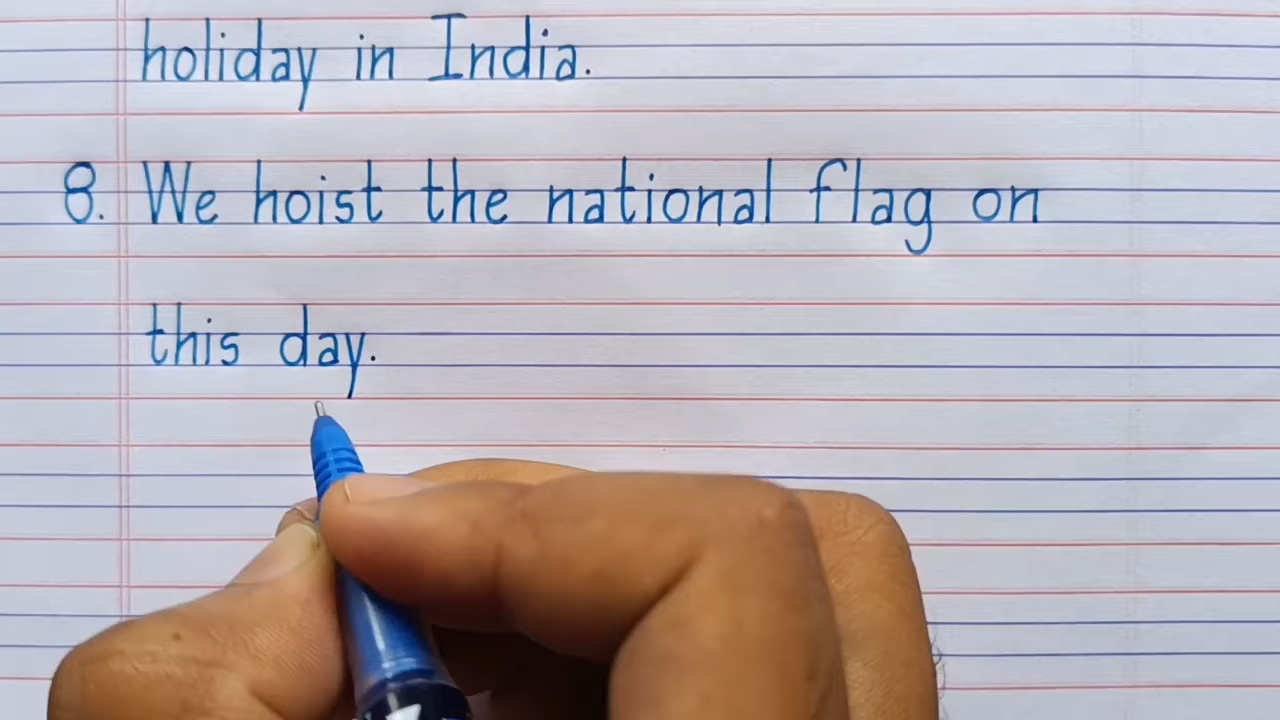 holiday in India.
8. We hoist the national flag on
this day.